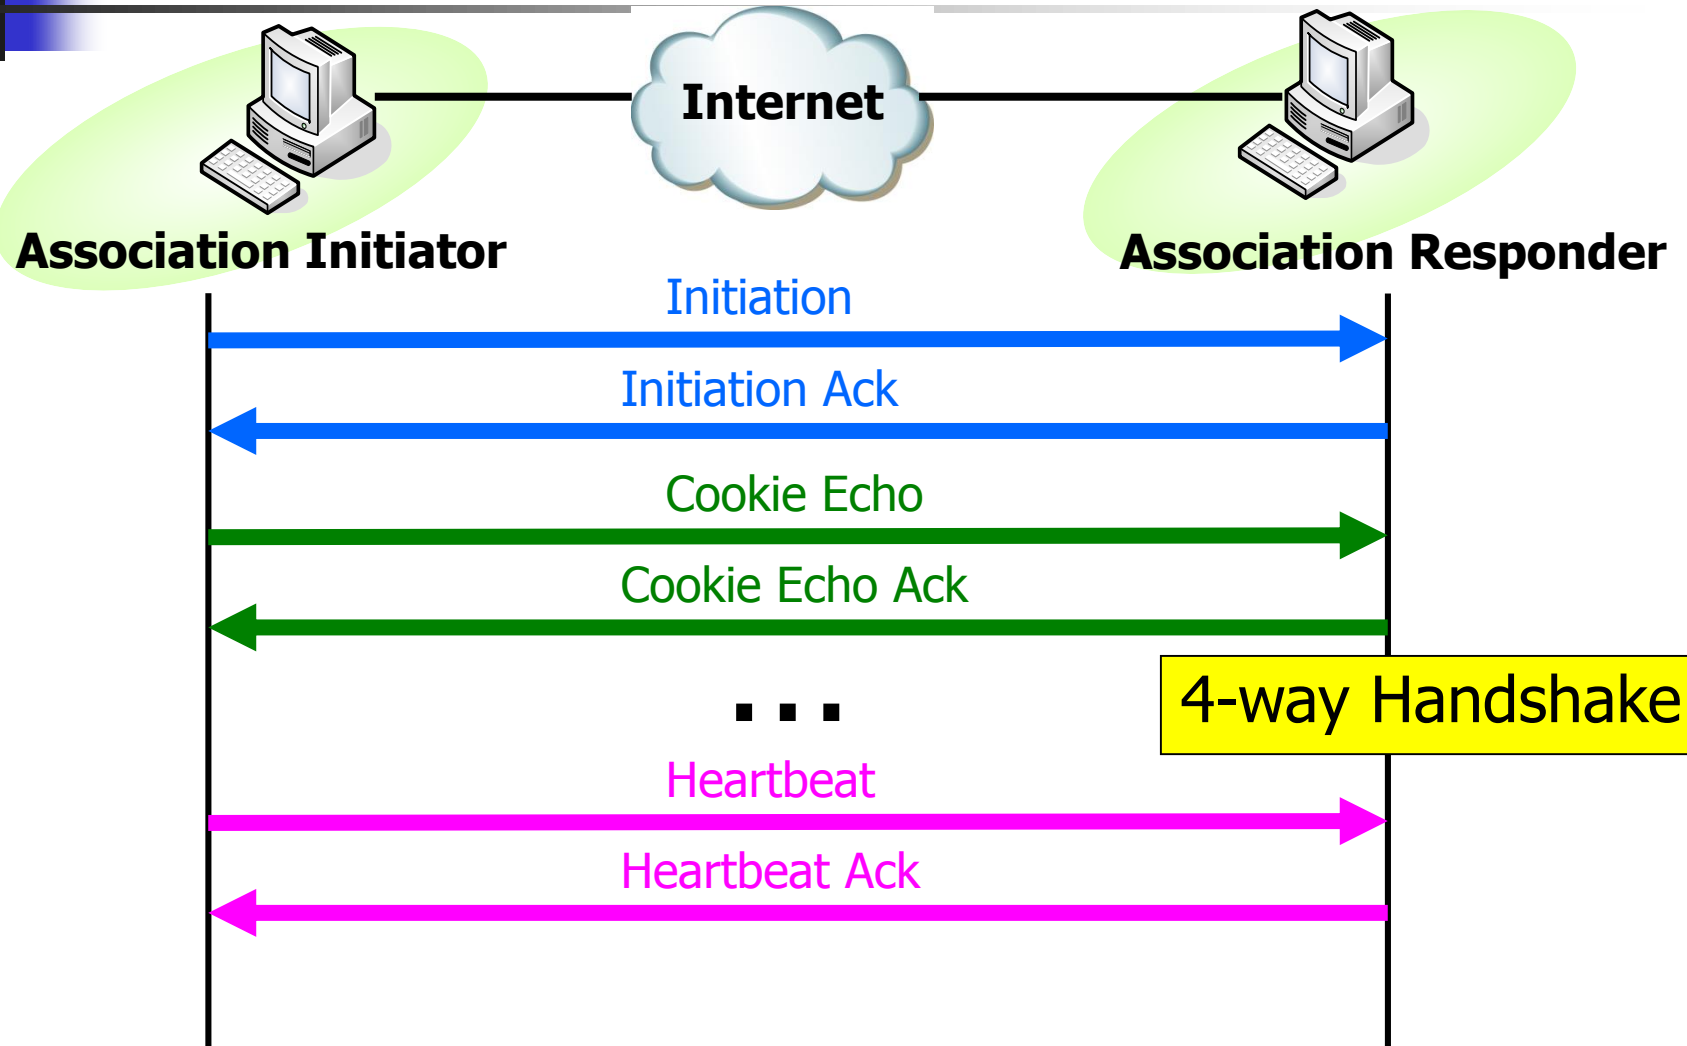 Internet
Association Initiator
Association Responder
Initiation
Initiation Ack
Cookie Echo
Cookie Echo Ack
...
4-way Handshake
Heartbeat
Heartbeat Ack